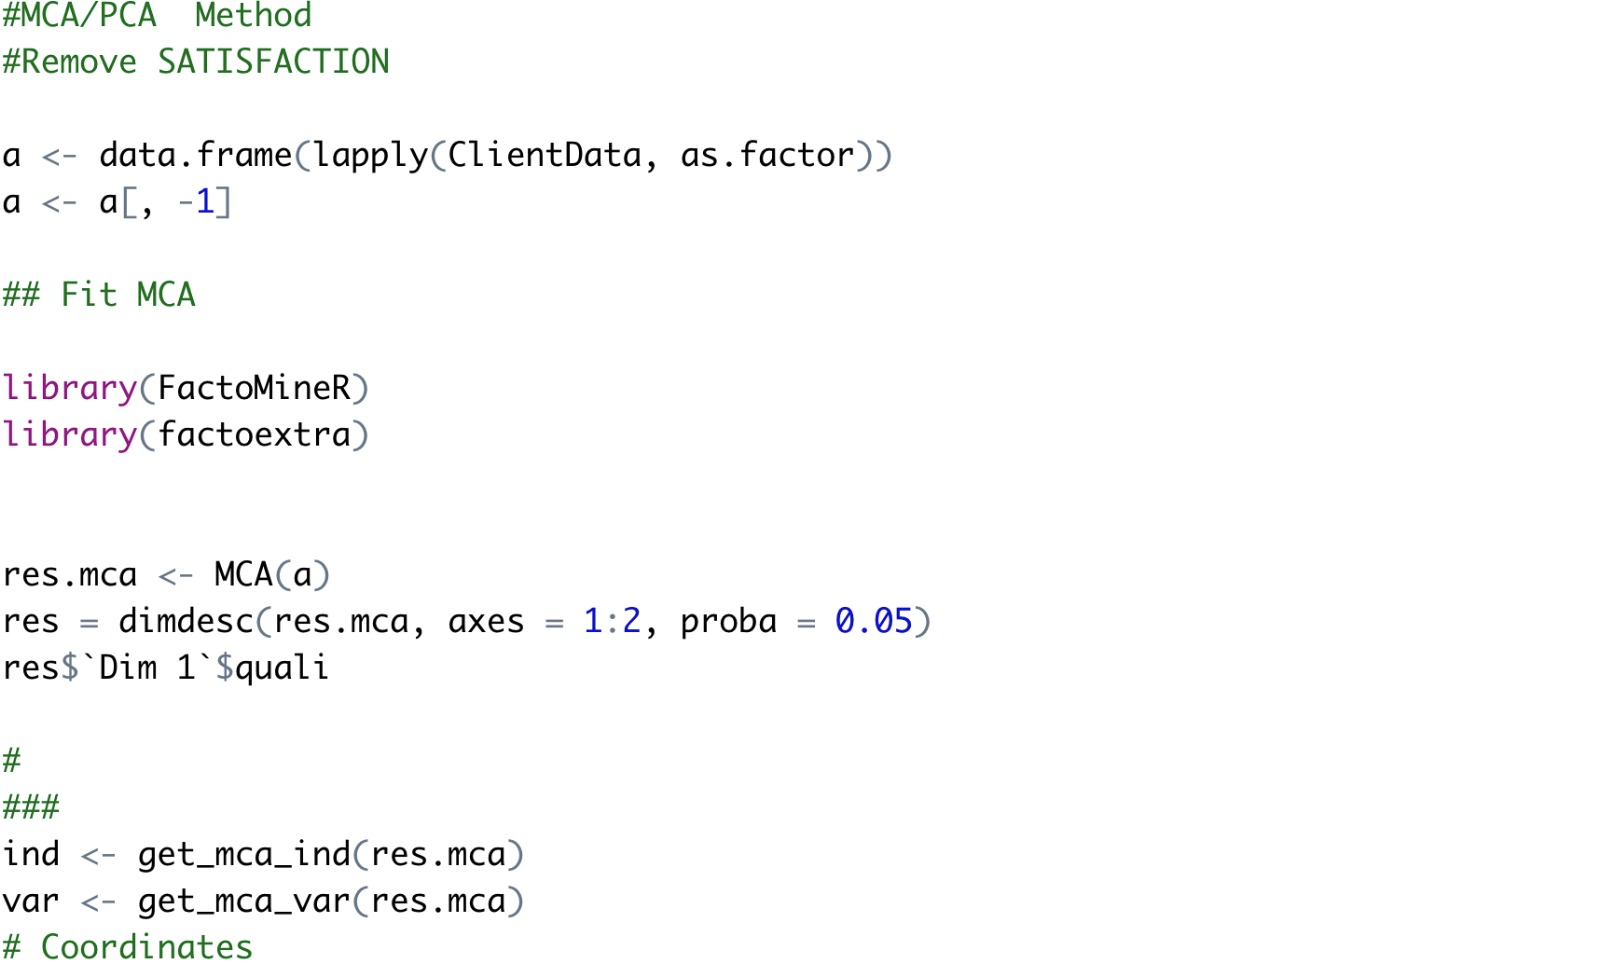 #MCA/PCA  Method
#Remove SATISFACTION
a <- data.frame(lapply(ClientData, as.factor))
a <- a[, -1]
## Fit MCA
library(FactoMineR)
library(factoextra)
res.mca <- MCA(a)
res = dimdesc(res.mca, axes = 1:2, proba = 0.05)
res$`Dim 1`$quali
#
###
ind <- get_mca_ind(res.mca)
var <- get_mca_var(res.mca)
# Coordinates